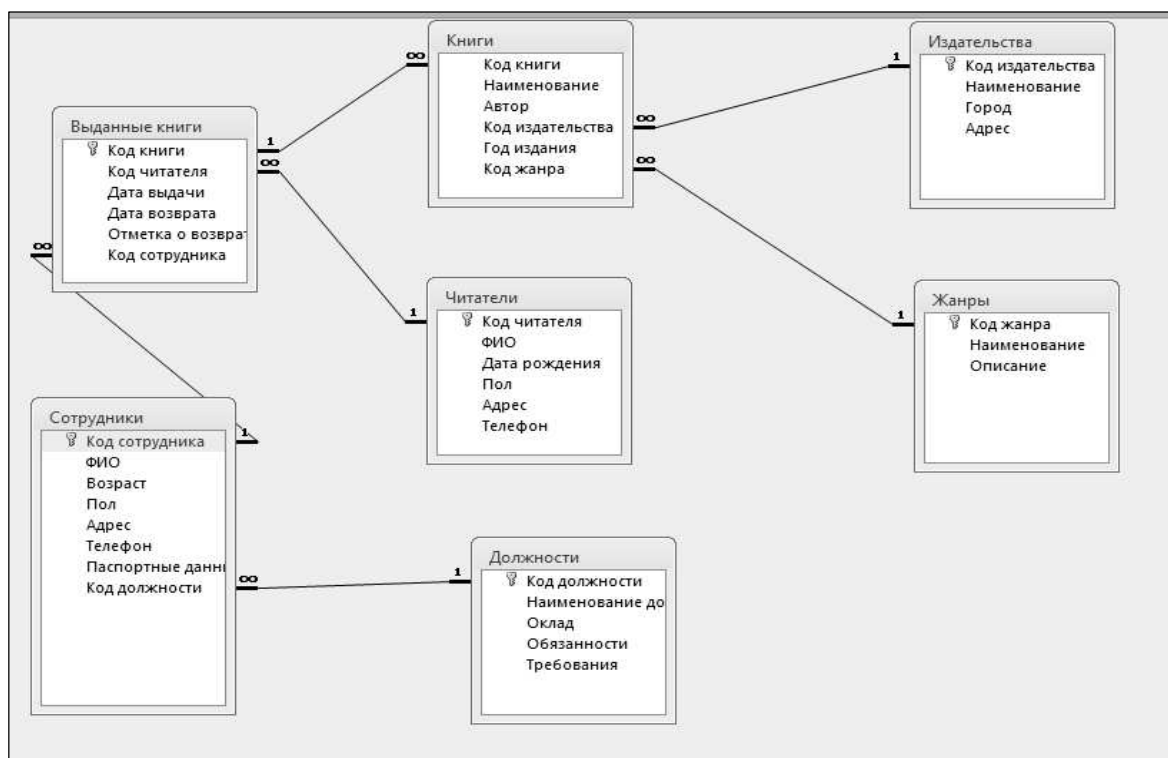 Книги
Код книги
Наименование
Автор
Код издательства
Год издания
Код жанра
Издательства
Код издательства
Наименование
Город
Адрес
Выданные книги
Код книги
Код читателя
Дата выдачи
Дата возврата
Отметка о возврат
Код сотрудника
Читатели
Код читателя
ФИО
Дата рождения
Пол
Адрес
Телефон
Жанры
Код жанра
Наименование
Описание
Сотрудники
Код сотрудника
ФИО
Возраст
Пол
Адрес
Телефон
Паспортные данны
Код должности
Должности
Код должности
Наименование до
Оклад
Обязанности
Требования
∞
1
∞
1
∞
∞
1
∞
1
1
∞
1
∞
1